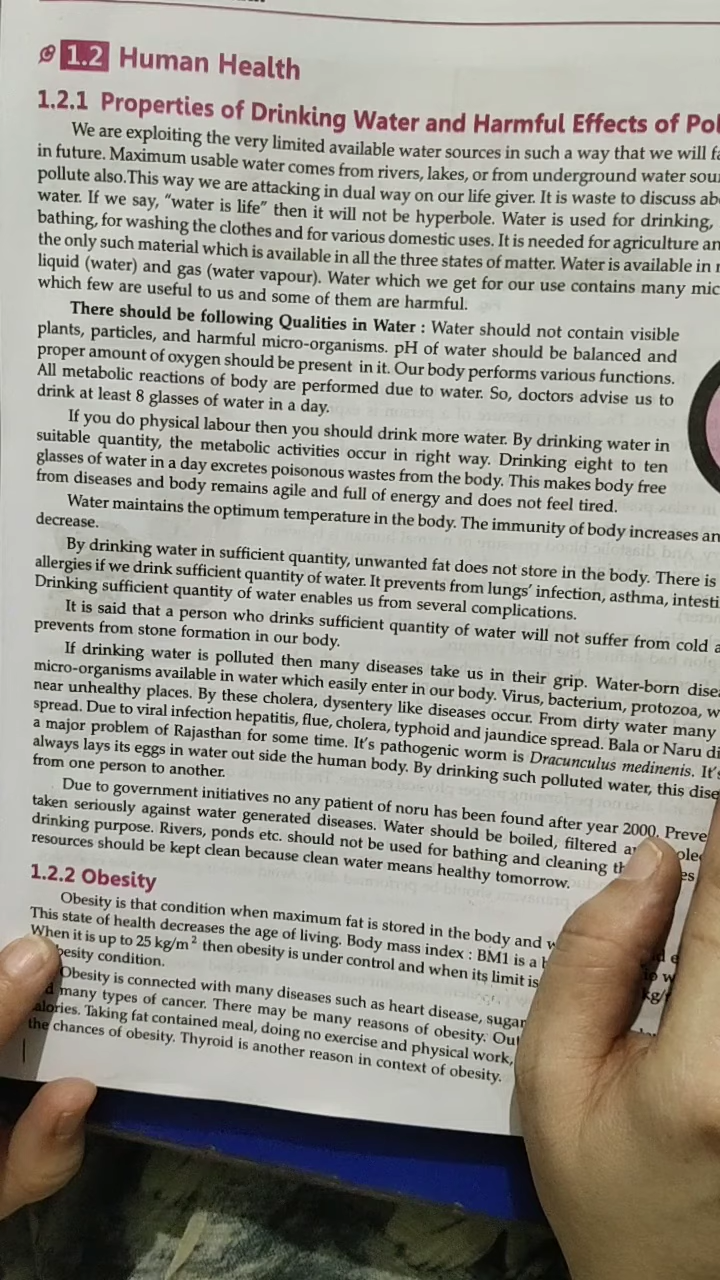 1.2 Human Health
1.2.1 Properties of Drinking Water and Harmful Effects of Pol
We are exploiting the very limited available water sources in such a way that we will fa
in future. Maximum usable water comes from rivers, lakes, or from underground water sour
pollute also.This way we are attacking in dual way on our life giver. It is waste to discuss ab
water. If we say, "water is life" then it will not be hyperbole. Water is used for drinking,
bathing, for washing the clothes and for various domestic uses. It is needed for agriculture an
the only such material which is available in all the three states of matter. Water is available in
liquid (water) and gas (water vapour). Water which we get for our use contains many mic
which few are useful to us and some of them are harmful.
There should be following Qualities in Water : Water should not contain visible
plants, particles, and harmful micro-organisms. pH of water should be balanced and
proper amount of oxygen should be present in it. Our body performs various functions.
All metabolic reactions of body are performed due to water. So, doctors advise us to
drink at least 8 glasses of water in a day.
If you do physical labour then you should drink more water. By drinking water in
suitable quantity, the metabolic activities occur in right way. Drinking eight to ten
glasses of water in a day excretes poisonous wastes from the body. This makes body free
from diseases and body remains agile and full of energy and does not feel tired.
Water maintains the optimum temperature in the body. The immunity of body increases an
decrease.
By drinking water in sufficient quantity, unwanted fat does not store in the body. There is
allergies if we drink sufficient quantity of water. It prevents from lungs' infection, asthma, intesti
Drinking sufficient quantity of water enables us from several complications.
It is said that a person who drinks sufficient quantity of water will not suffer from cold a
prevents from stone formation in our body.
If drinking water is polluted then many diseases take us in their grip. Water-born dise
micro-organisms available in water which easily enter in our body. Virus, bacterium, protozoa, w
near unhealthy places. By these cholera, dysentery like diseases occur. From dirty water many
spread. Due to viral infection hepatitis, flue, cholera, typhoid and jaundice spread. Bala or Naru di
a major problem of Rajasthan for some time. It's pathogenic worm is Dracunculus medinenis. It's
always lays its eggs in water out side the human body. By drinking such polluted water, this dise
from one person to another.
Due to government initiatives no any patient of noru has been found after year 2000. Preve
taken seriously against water generated diseases. Water should be boiled, filtered a
drinking purpose. Rivers, ponds etc. should not be used for bathing and cleaning th es
resources should be kept clean because clean water means healthy tomorrow.
1.2.2 Obesity
Obesity is that condition when maximum fat is stored in the body and w
This state of health decreases the age of living. Body mass index : BM1 is a
When it is up to 25 kg/m² then obesity is under control and when its limit is kg/
besity condition.
Obesity is connected with many diseases such as heart disease, sugar
d many types of cancer. There may be many reasons of obesity. Out
alories. Taking fat contained meal, doing no exercise and physical work,
the chances of obesity. Thyroid is another reason in context of obesity.